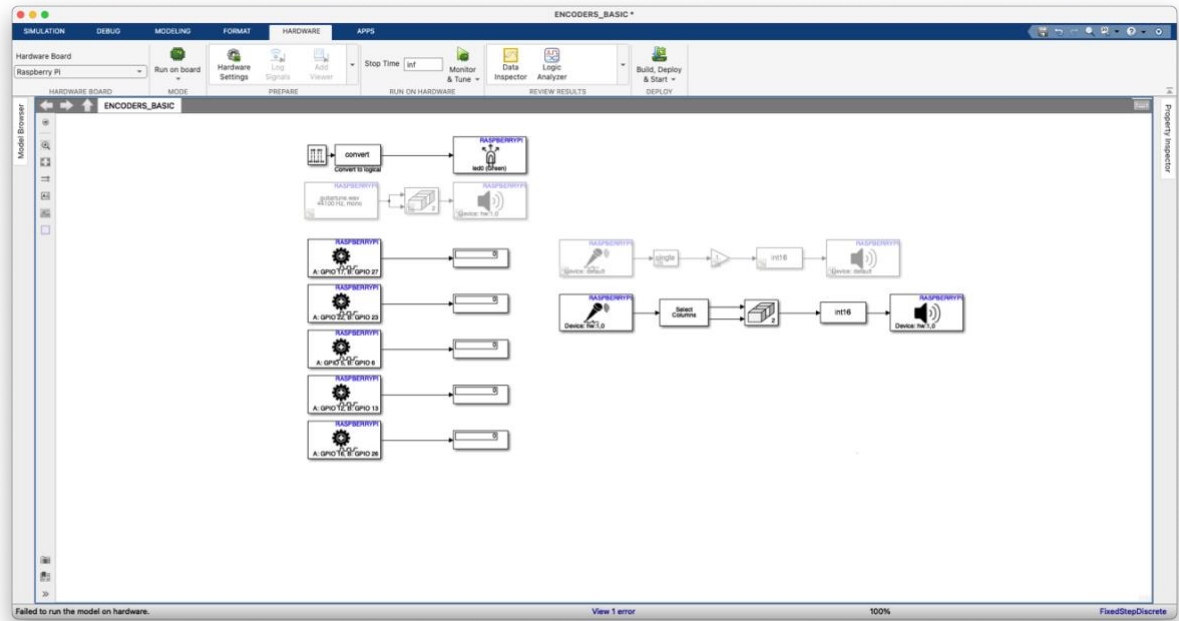 ENCODERS_BASIC *
SIMULATION DEBUG MODELING FORMAT HARDWARE APPS
Hardware Board
Raspberry Pi
Run on board
Hardware Settings
Log Signals
Add Viewer
Stop Time inf
Monitor & Tune
Data Inspector
Logic Analyzer
Build, Deploy & Start
HARDWARE BOARD MODE PREPARE RUN ON HARDWARE REVIEW RESULTS DEPLOY
Model Browser
ENCODERS_BASIC
Property Inspector
RASPBERRYPI
convert
Convert to logical
led0 (Green)
RASPBERRYPI
RASPBERRYPI
guitartune.wav
44100 Hz, mono
2
Device: hw:1,0
RASPBERRYPI
A: GPIO 17, B: GPIO 27
0
RASPBERRYPI
A: GPIO 22, B: GPIO 23
0
RASPBERRYPI
A: GPIO 5, B: GPIO 6
0
RASPBERRYPI
A: GPIO 12, B: GPIO 13
0
RASPBERRYPI
A: GPIO 16, B: GPIO 26
0
RASPBERRYPI
RASPBERRYPI
single
1
int16
Device: default
Device: default
RASPBERRYPI
RASPBERRYPI
Select
Columns
2
int16
Device: hw:1,0
Device: hw:1,0
Failed to run the model on hardware.
View 1 error
100%
FixedStepDiscrete